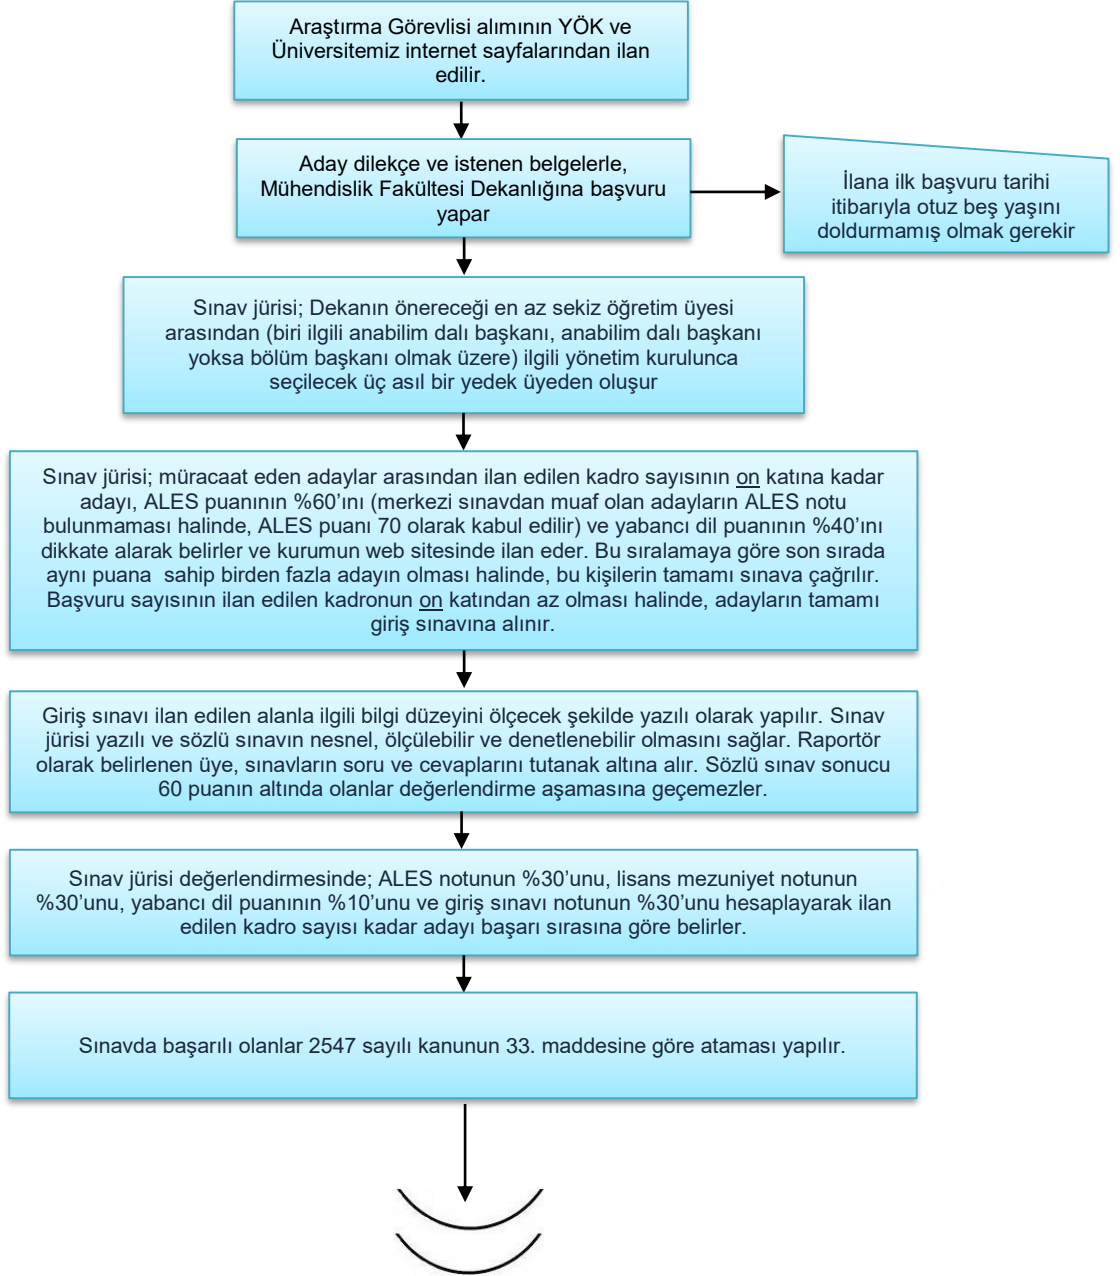 Araştırma Görevlisi alımının YÖK ve
Üniversitemiz internet sayfalarından ilan
edilir.
Aday dilekçe ve istenen belgelerle,
Mühendislik Fakültesi Dekanlığına başvuru
yapar
İlana ilk başvuru tarihi
itibarıyla otuz beş yaşını
doldurmamış olmak gerekir
Sınav jürisi; Dekanın önereceği en az sekiz öğretim üyesi
arasından (biri ilgili anabilim dalı başkanı, anabilim dalı başkanı
yoksa bölüm başkanı olmak üzere) ilgili yönetim kurulunca
seçilecek üç asıl bir yedek üyeden oluşur
Sınav jürisi; müracaat eden adaylar arasından ilan edilen kadro sayısının on katına kadar
adayı, ALES puanının %60’ını (merkezi sınavdan muaf olan adayların ALES notu
bulunmaması halinde, ALES puanı 70 olarak kabul edilir) ve yabancı dil puanının %40’ını
dikkate alarak belirler ve kurumun web sitesinde ilan eder. Bu sıralamaya göre son sırada
aynı puana  sahip birden fazla adayın olması halinde, bu kişilerin tamamı sınava çağrılır.
Başvuru sayısının ilan edilen kadronun on katından az olması halinde, adayların tamamı
giriş sınavına alınır.
Giriş sınavı ilan edilen alanla ilgili bilgi düzeyini ölçecek şekilde yazılı olarak yapılır. Sınav
jürisi yazılı ve sözlü sınavın nesnel, ölçülebilir ve denetlenebilir olmasını sağlar. Raportör
olarak belirlenen üye, sınavların soru ve cevaplarını tutanak altına alır. Sözlü sınav sonucu
60 puanın altında olanlar değerlendirme aşamasına geçemezler.
Sınav jürisi değerlendirmesinde; ALES notunun %30’unu, lisans mezuniyet notunun
%30’unu, yabancı dil puanının %10’unu ve giriş sınavı notunun %30’unu hesaplayarak ilan
edilen kadro sayısı kadar adayı başarı sırasına göre belirler.
Sınavda başarılı olanlar 2547 sayılı kanunun 33. maddesine göre ataması yapılır.